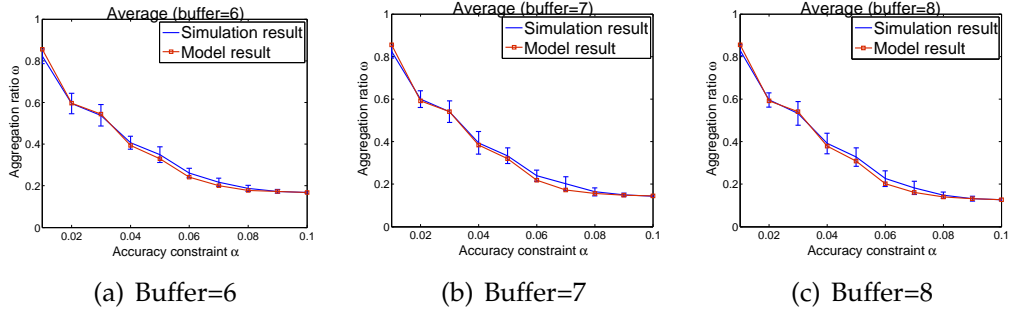 Average (buffer=6)
Simulation result
Model result
Aggregation ratio ω
1
0.8
0.6
0.4
0.2
0
0.02 0.04 0.06 0.08 0.1
Accuracy constraint α
(a) Buffer=6
Average (buffer=7)
Simulation result
Model result
Aggregation ratio ω
1
0.8
0.6
0.4
0.2
0
0.02 0.04 0.06 0.08 0.1
Accuracy constraint α
(b) Buffer=7
Average (buffer=8)
Simulation result
Model result
Aggregation ratio ω
1
0.8
0.6
0.4
0.2
0
0.02 0.04 0.06 0.08 0.1
Accuracy constraint α
(c) Buffer=8